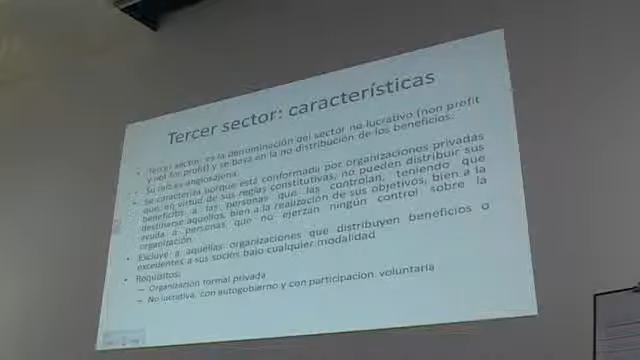 Tercer sector: características
• Tercer sector: es la denominación del sector no lucrativo (non profit
y not for profit) y se basa en la no distribución de los beneficios.
• Su raíz es anglosajona.
• Se caracteriza porque está conformada por organizaciones privadas
que, en virtud de sus reglas constitutivas, no pueden distribuir sus
beneficios a las personas que las controlan, teniendo que
destinarse aquellos, bien a la realización de sus objetivos, bien a la
ayuda a personas que no ejerzan ningún control sobre la
organización.
• Excluye a aquellas organizaciones que distribuyen beneficios o
excedentes a sus socios bajo cualquier modalidad
• Requisitos:
– Organización formal privada
– No lucrativa, con autogobierno y con participacion voluntaria